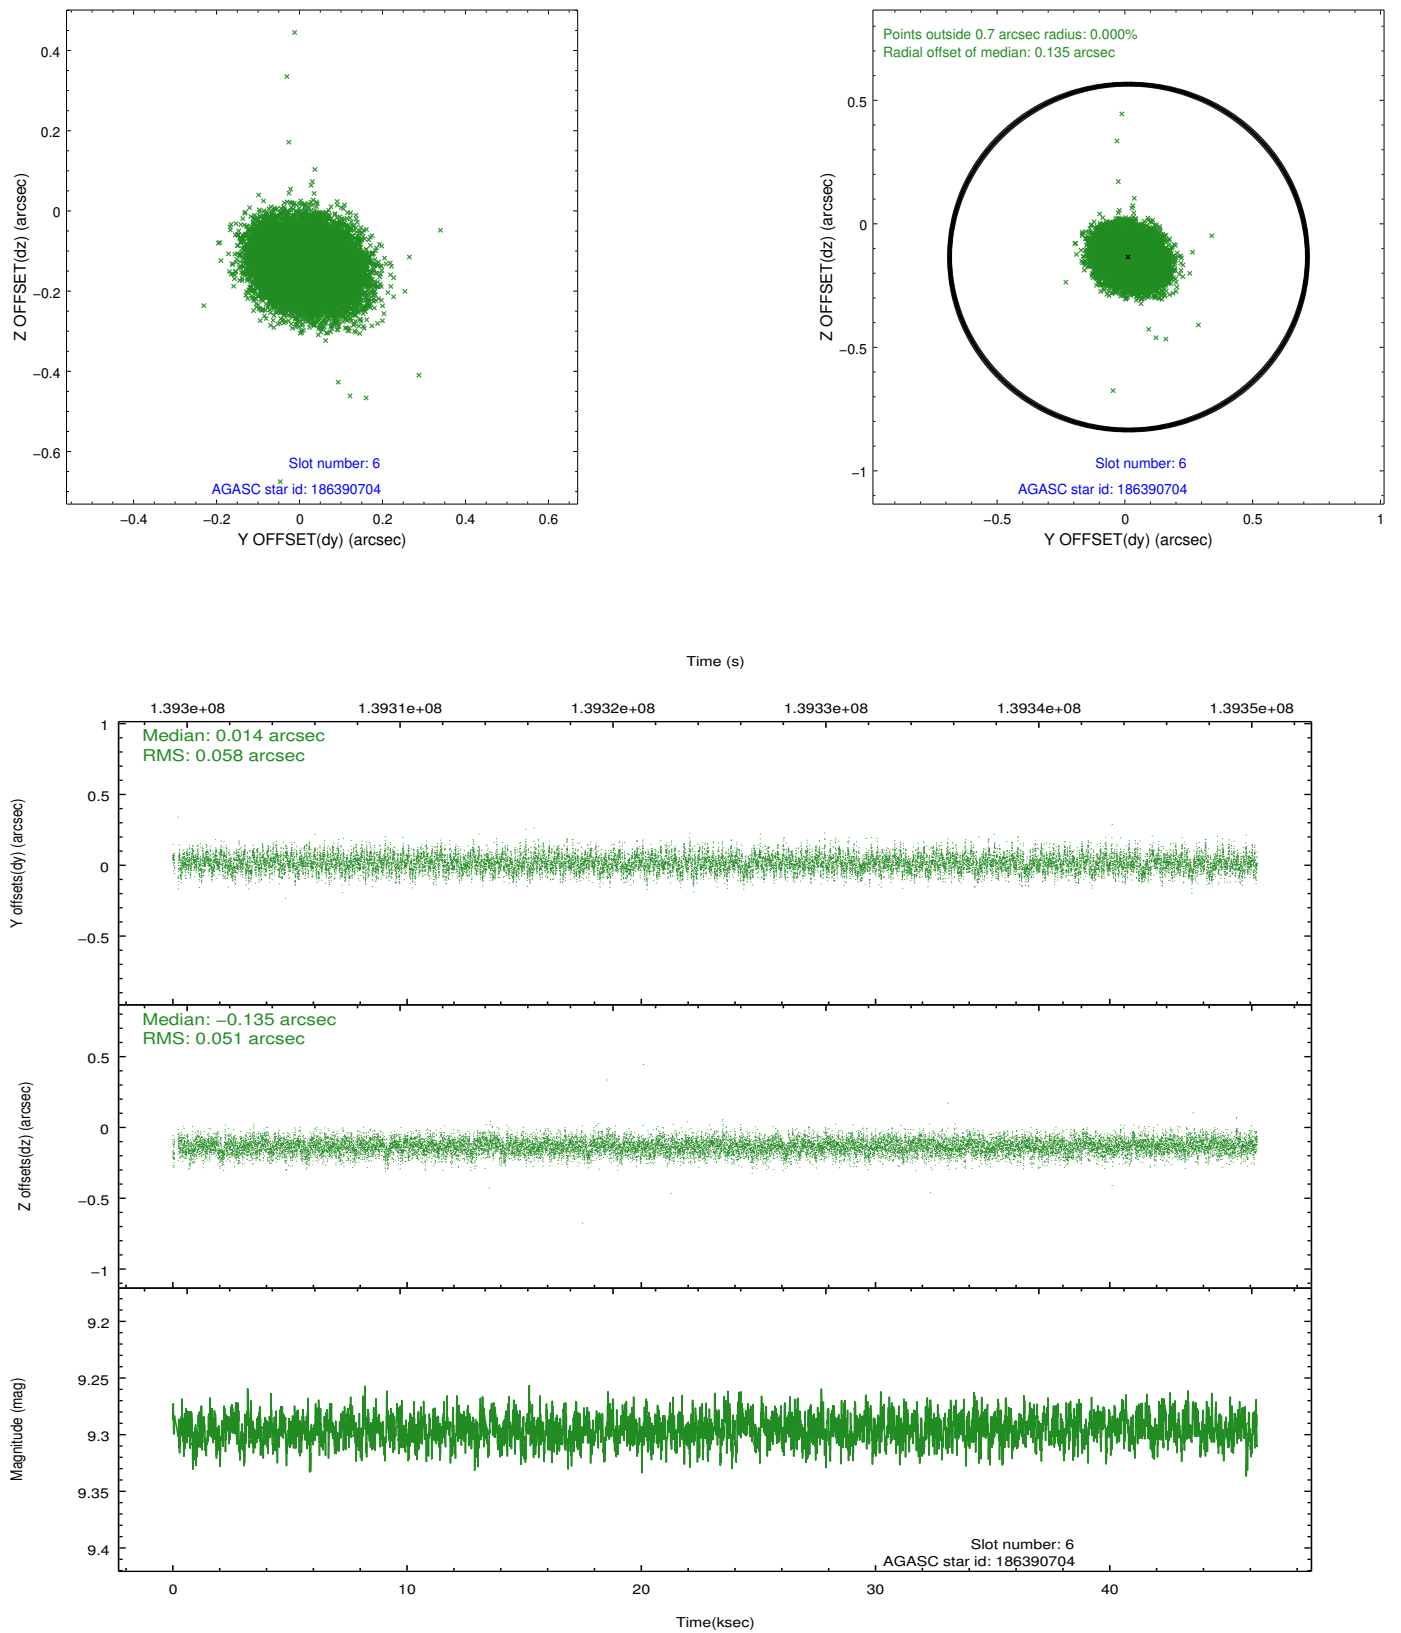 0.4
0.2
0
−0.2
−0.4
−0.6
Z OFFSET(dz) (arcsec)
Slot number: 6
AGASC star id: 186390704
−0.4
−0.2
0
0.2
0.4
0.6
Y OFFSET(dy) (arcsec)
Points outside 0.7 arcsec radius: 0.000%
Radial offset of median: 0.135 arcsec
0.5
0
−0.5
−1
Z OFFSET(dz) (arcsec)
Slot number: 6
AGASC star id: 186390704
−0.5
0
0.5
1
Y OFFSET(dy) (arcsec)
Time (s)
1.393e+08
1.3931e+08
1.3932e+08
1.3933e+08
1.3934e+08
1.3935e+08
Median: 0.014 arcsec
RMS: 0.058 arcsec
1
0.5
0
−0.5
Y offsets(dy) (arcsec)
Median: −0.135 arcsec
RMS: 0.051 arcsec
0.5
0
−0.5
−1
Z offsets(dz) (arcsec)
9.2
9.25
9.3
9.35
9.4
Magnitude (mag)
Slot number: 6
AGASC star id: 186390704
0
10
20
30
40
Time(ksec)